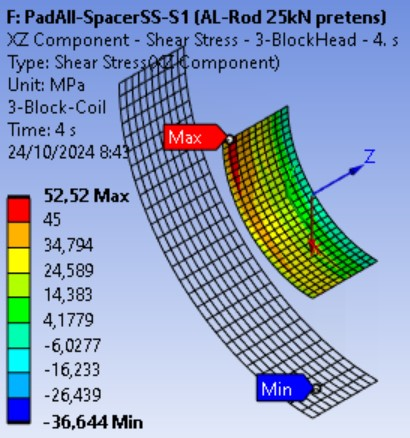 F: PadAll-SpacerSS-S1 (AL-Rod 25kN pretens)
XZ Component - Shear Stress - 3-BlockHead - 4. s
Type: Shear Stress(XZ Component)
Unit: MPa
3-Block-Coil
Time: 4 s
24/10/2024 8:43
Max
Z
52,52 Max
45
34,794
24,589
14,383
4,1779
-6,0277
-16,233
-26,439
-36,644 Min
Min